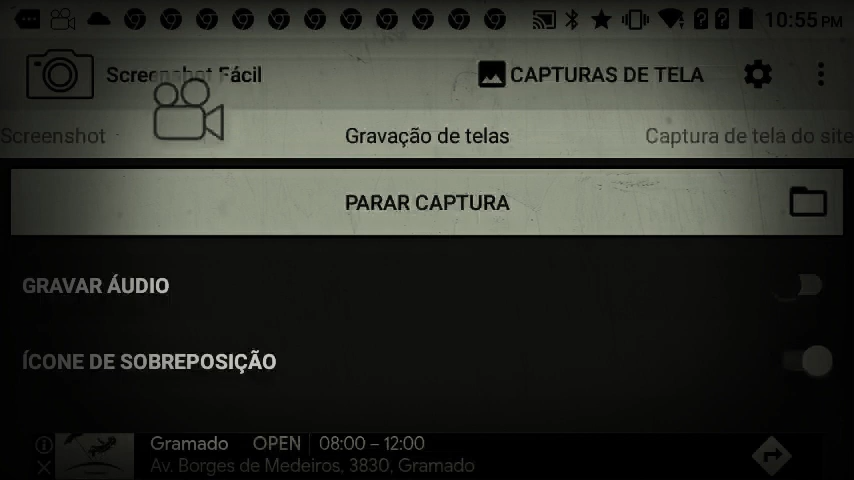 10:55 PM
Screenshot Fácil
CAPTURAS DE TELA
Screenshot
Gravação de telas
Captura de tela do site
PARAR CAPTURA
GRAVAR ÁUDIO
ÍCONE DE SOBREPOSIÇÃO
Gramado OPEN 08:00 – 12:00
Av. Borges de Medeiros, 3830, Gramado